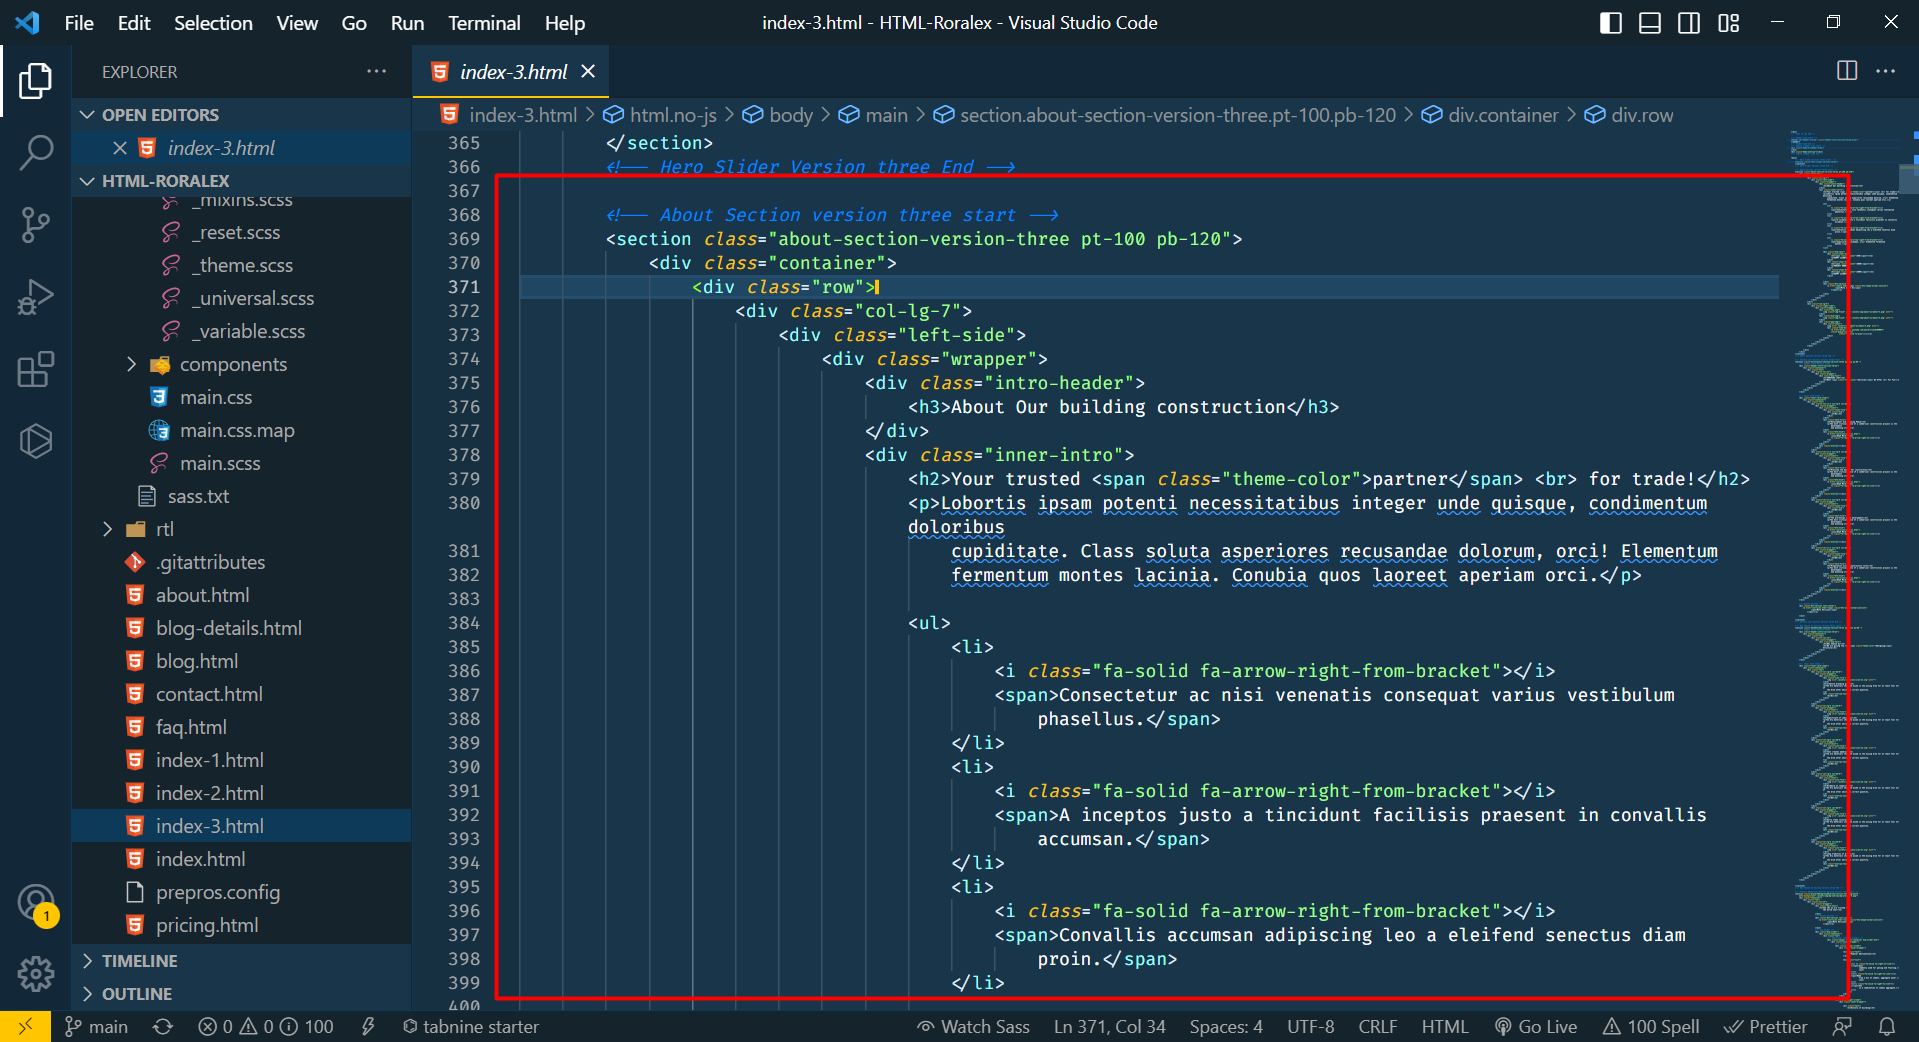 File Edit Selection View Go Run Terminal Help
index-3.html - HTML-Roralex - Visual Studio Code
EXPLORER
OPEN EDITORS
index-3.html
HTML-RORALEX
_mixins.scss
_reset.scss
_theme.scss
_universal.scss
_variable.scss
components
main.css
main.css.map
main.scss
sass.txt
rtl
.gitattributes
about.html
blog-details.html
blog.html
contact.html
faq.html
index-1.html
index-2.html
index-3.html
index.html
prepros.config
pricing.html
TIMELINE
OUTLINE
1
index-3.html
index-3.html > html.no-js > body > main > section.about-section-version-three.pt-100.pb-120 > div.container > div.row
365 </section>
366 <!-- Hero Slider Version three End -->
367
368 <!-- About Section version three start -->
369 <section class="about-section-version-three pt-100 pb-120">
370 <div class="container">
371 <div class="row">
372 <div class="col-lg-7">
373 <div class="left-side">
374 <div class="wrapper">
375 <div class="intro-header">
376 <h3>About Our building construction</h3>
377 </div>
378 <div class="inner-intro">
379 <h2>Your trusted <span class="theme-color">partner</span> <br> for trade!</h2>
380 <p>Lobortis ipsam potenti necessitatibus integer unde quisque, condimentum
doloribus
381 cupiditate. Class soluta asperiores recusandae dolorum, orci! Elementum
382 fermentum montes lacinia. Conubia quos laoreet aperiam orci.</p>
383
384 <ul>
385 <li>
386 <i class="fa-solid fa-arrow-right-from-bracket"></i>
387 <span>Consectetur ac nisi venenatis consequat varius vestibulum
388 phasellus.</span>
389 </li>
390 <li>
391 <i class="fa-solid fa-arrow-right-from-bracket"></i>
392 <span>A inceptos justo a tincidunt facilisis praesent in convallis
393 accumsan.</span>
394 </li>
395 <li>
396 <i class="fa-solid fa-arrow-right-from-bracket"></i>
397 <span>Convallis accumsan adipiscing leo a eleifend senectus diam
398 proin.</span>
399 </li>
400
main 0 0 100 tabnine starter Watch Sass Ln 371, Col 34 Spaces: 4 UTF-8 CRLF HTML Go Live 100 Spell Prettier